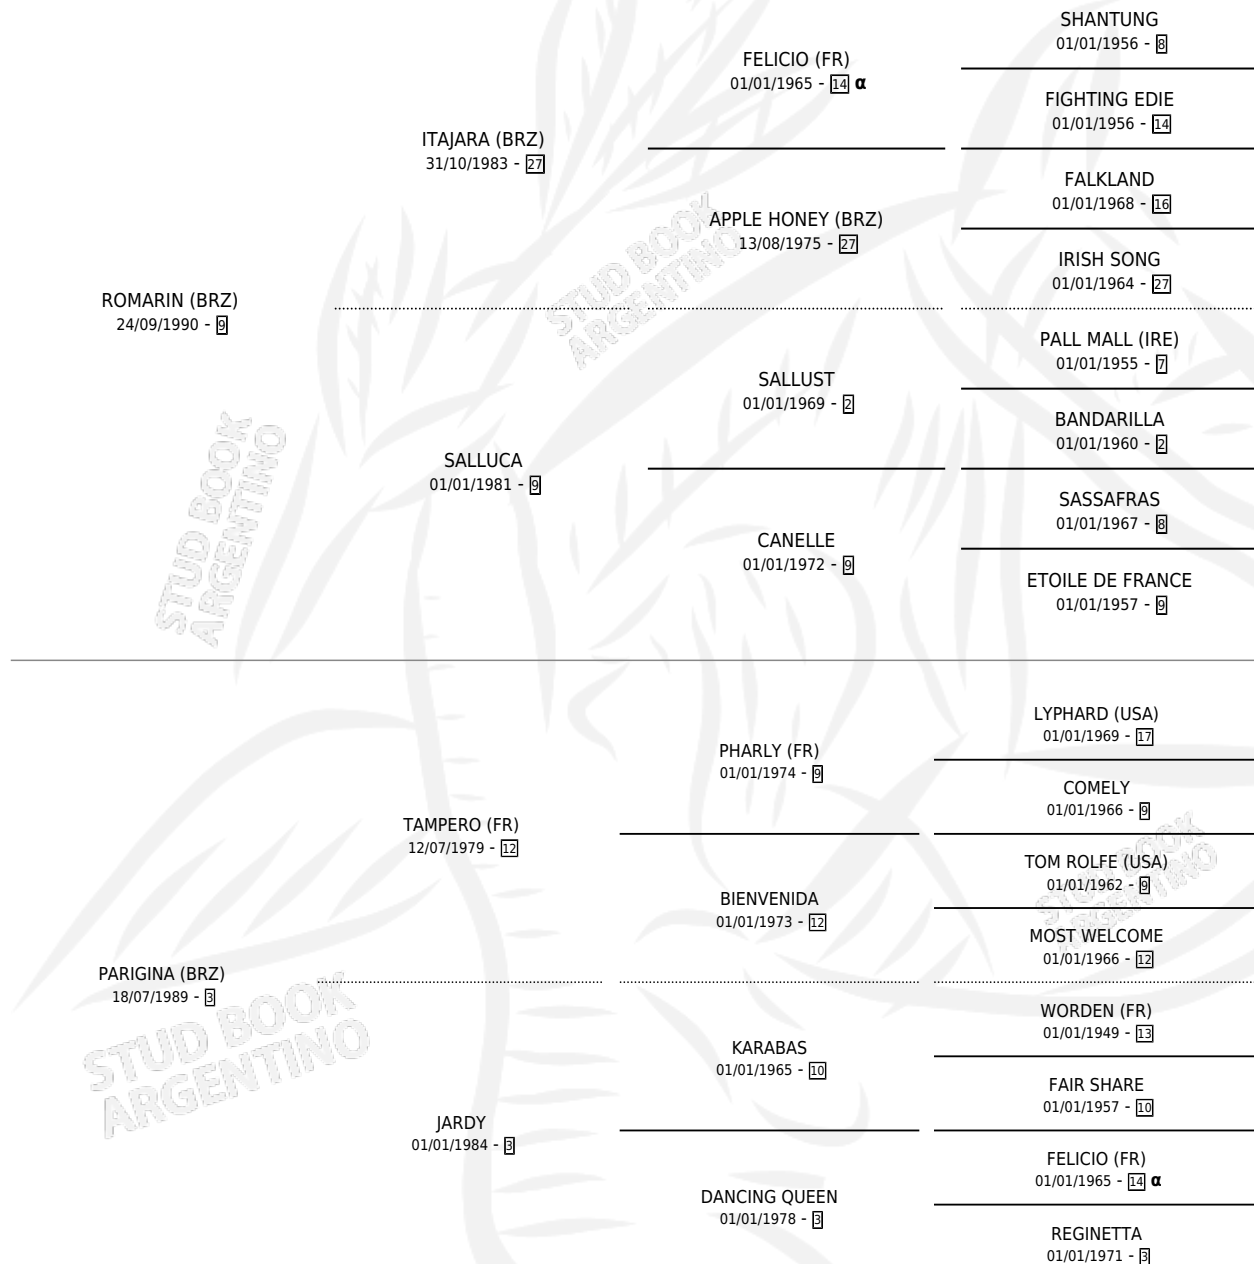 SHANTUNG
01/01/1956 - 8
FELICIO (FR)
01/01/1965 - 14 α
FIGHTING EDIE
01/01/1956 - 14
ITAJARA (BRZ)
31/10/1983 - 27
FALKLAND
01/01/1968 - 16
APPLE HONEY (BRZ)
13/08/1975 - 27
IRISH SONG
01/01/1964 - 27
ROMARIN (BRZ)
24/09/1990 - 9
PALL MALL (IRE)
01/01/1955 - 7
SALLUST
01/01/1969 - 2
BANDARILLA
01/01/1960 - 2
SALLUCA
01/01/1981 - 9
SASSAFRAS
01/01/1967 - 8
CANELLE
01/01/1972 - 9
ETOILE DE FRANCE
01/01/1957 - 9
LYPHARD (USA)
01/01/1969 - 17
PHARLY (FR)
01/01/1974 - 9
COMELY
01/01/1966 - 9
TAMPERO (FR)
12/07/1979 - 12
TOM ROLFE (USA)
01/01/1962 - 9
BIENVENIDA
01/01/1973 - 12
MOST WELCOME
01/01/1966 - 12
PARIGINA (BRZ)
18/07/1989 - 3
WORDEN (FR)
01/01/1949 - 13
KARABAS
01/01/1965 - 10
FAIR SHARE
01/01/1957 - 10
JARDY
01/01/1984 - 3
FELICIO (FR)
01/01/1965 - 14 α
DANCING QUEEN
01/01/1978 - 3
REGINETTA
01/01/1971 - 3
STUD BOOK
ARGENTINO
STUD BOOK
ARGENTINO
STUD BOOK
ARGENTINO
STUD BOOK
ARGENTINO